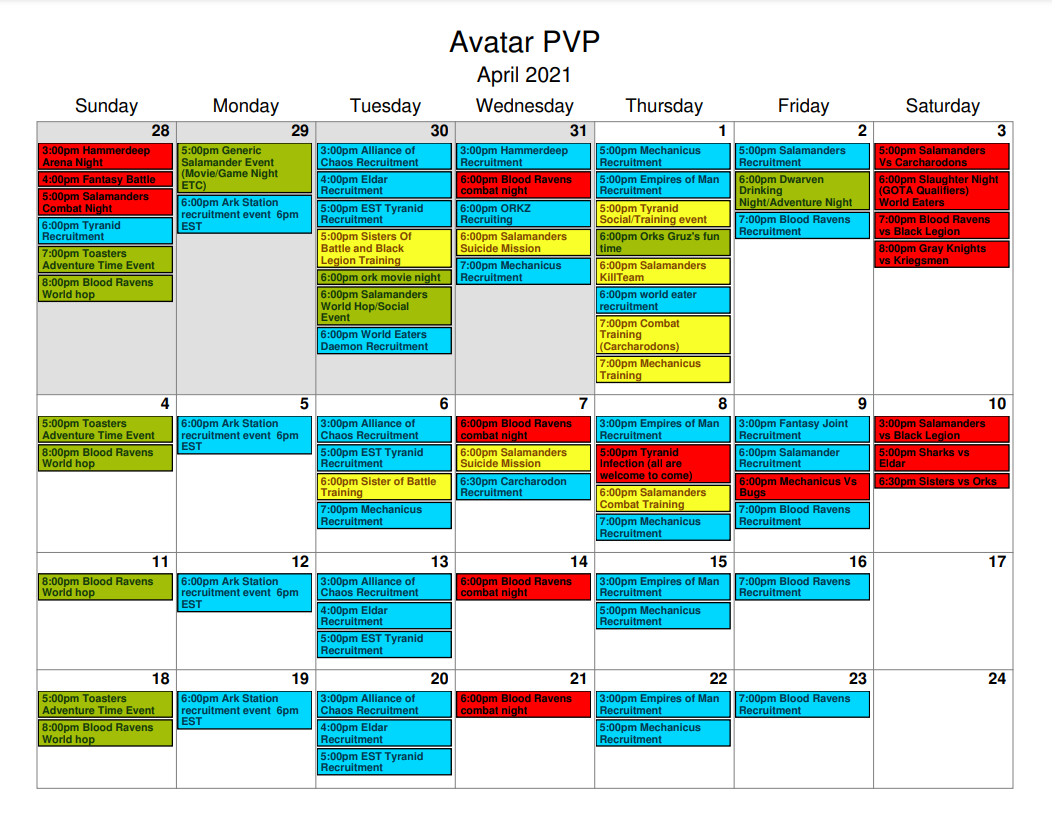 Avatar PVP
April 2021
Sunday Monday Tuesday Wednesday Thursday Friday Saturday
28
3:00pm Hammerdeep
Arena Night
4:00pm Fantasy Battle
5:00pm Salamanders
Combat Night
6:00pm Tyranid
Recruitment
7:00pm Toasters
Adventure Time Event
8:00pm Blood Ravens
World hop
29
5:00pm Generic
Salamander Event
(Movie/Game Night
ETC)
6:00pm Ark Station
recruitment event 6pm
EST
30
3:00pm Alliance of
Chaos Recruitment
4:00pm Eldar
Recruitment
5:00pm EST Tyranid
Recruitment
5:00pm Sisters Of
Battle and Black
Legion Training
6:00pm ork movie night
6:00pm Salamanders
World Hop/Social
Event
6:00pm World Eaters
Daemon Recruitment
31
3:00pm Hammerdeep
Recruitment
6:00pm Blood Ravens
combat night
6:00pm ORKZ
Recruiting
6:00pm Salamanders
Suicide Mission
7:00pm Mechanicus
Recruitment
1
5:00pm Mechanicus
Recruitment
5:00pm Empires of Man
Recruitment
5:00pm Tyranid
Social/Training event
6:00pm Orks Gruz's fun
time
6:00pm Salamanders
KillTeam
6:00pm world eater
recruitment
7:00pm Combat
Training
(Carcharodons)
7:00pm Mechanicus
Training
2
5:00pm Salamanders
Recruitment
6:00pm Dwarven
Drinking
Night/Adventure Night
7:00pm Blood Ravens
Recruitment
3
5:00pm Salamanders
Vs Carcharodons
6:00pm Slaughter Night
(GOTA Qualifiers)
World Eaters
7:00pm Blood Ravens
vs Black Legion
8:00pm Gray Knights
vs Kriegsmen
4
5:00pm Toasters
Adventure Time Event
8:00pm Blood Ravens
World hop
5
6:00pm Ark Station
recruitment event 6pm
EST
6
3:00pm Alliance of
Chaos Recruitment
5:00pm EST Tyranid
Recruitment
6:00pm Sister of Battle
Training
7:00pm Mechanicus
Recruitment
7
6:00pm Blood Ravens
combat night
6:00pm Salamanders
Suicide Mission
6:30pm Carcharodon
Recruitment
8
3:00pm Empires of Man
Recruitment
5:00pm Tyranid
Infection (all are
welcome to come)
6:00pm Salamanders
Combat Training
7:00pm Mechanicus
Recruitment
9
3:00pm Fantasy Joint
Recruitment
6:00pm Salamander
Recruitment
6:00pm Mechanicus Vs
Bugs
7:00pm Blood Ravens
Recruitment
10
3:00pm Salamanders
vs Black Legion
5:00pm Sharks vs
Eldar
6:30pm Sisters vs Orks
11
8:00pm Blood Ravens
World hop
12
6:00pm Ark Station
recruitment event 6pm
EST
13
3:00pm Alliance of
Chaos Recruitment
4:00pm Eldar
Recruitment
5:00pm EST Tyranid
Recruitment
14
6:00pm Blood Ravens
combat night
15
3:00pm Empires of Man
Recruitment
5:00pm Mechanicus
Recruitment
16
7:00pm Blood Ravens
Recruitment
17
18
5:00pm Toasters
Adventure Time Event
8:00pm Blood Ravens
World hop
19
6:00pm Ark Station
recruitment event 6pm
EST
20
3:00pm Alliance of
Chaos Recruitment
4:00pm Eldar
Recruitment
5:00pm EST Tyranid
Recruitment
21
6:00pm Blood Ravens
combat night
22
3:00pm Empires of Man
Recruitment
5:00pm Mechanicus
Recruitment
23
7:00pm Blood Ravens
Recruitment
24